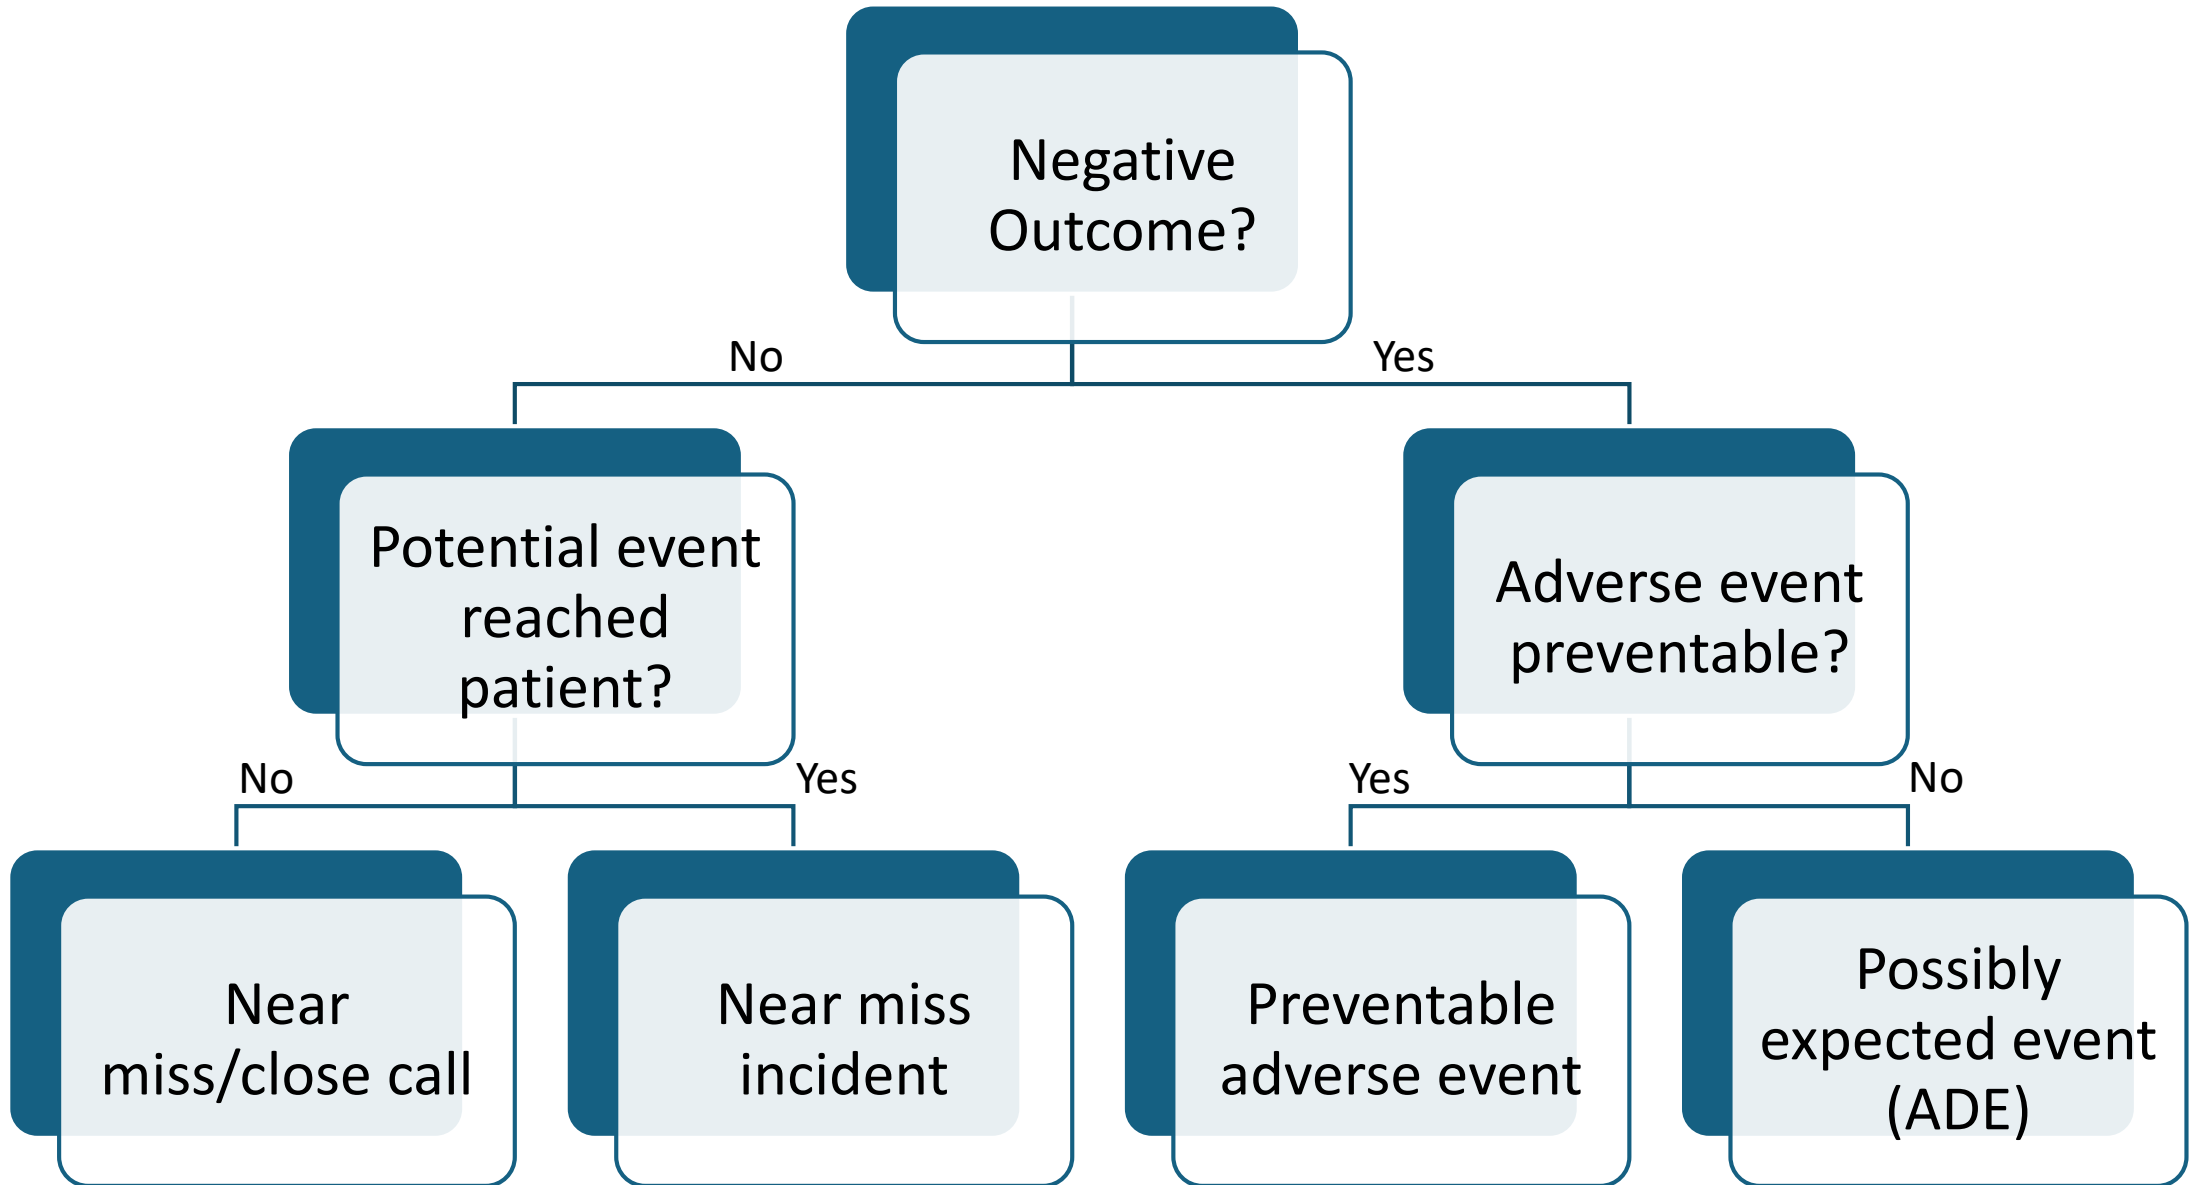 Negative
Outcome?
No
Yes
Potential event
reached
patient?
Adverse event
preventable?
No
Yes
Yes
No
Near
miss/close call
Near miss
incident
Preventable
adverse event
Possibly
expected event
(ADE)